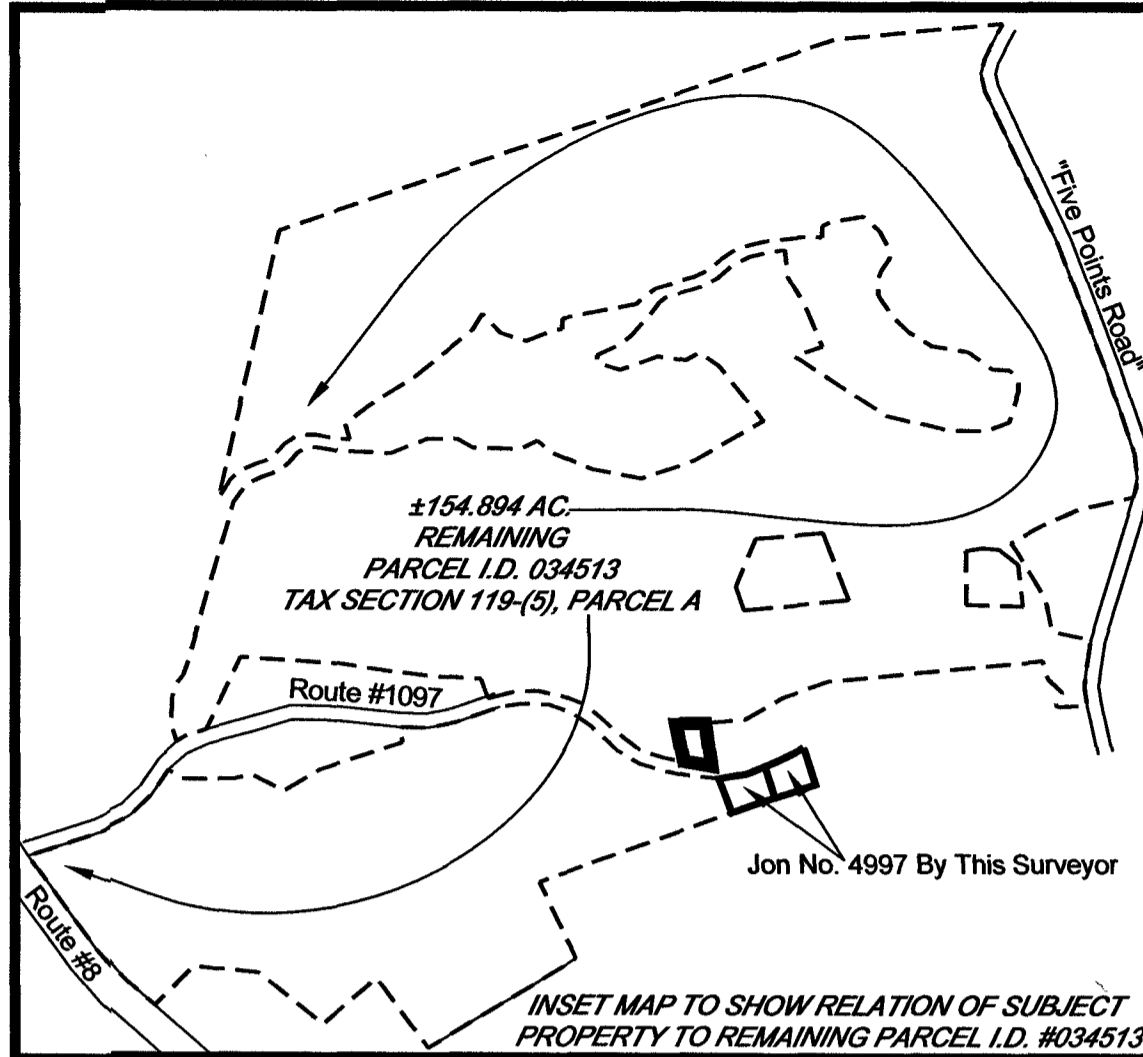 "Five Points Road"
±154.894 AC.
REMAINING
PARCEL I.D. 034513
TAX SECTION 119-(5), PARCEL A
Route #1097
Jon No. 4997 By This Surveyor
Route #8
INSET MAP TO SHOW RELATION OF SUBJECT
PROPERTY TO REMAINING PARCEL I.D. #034513